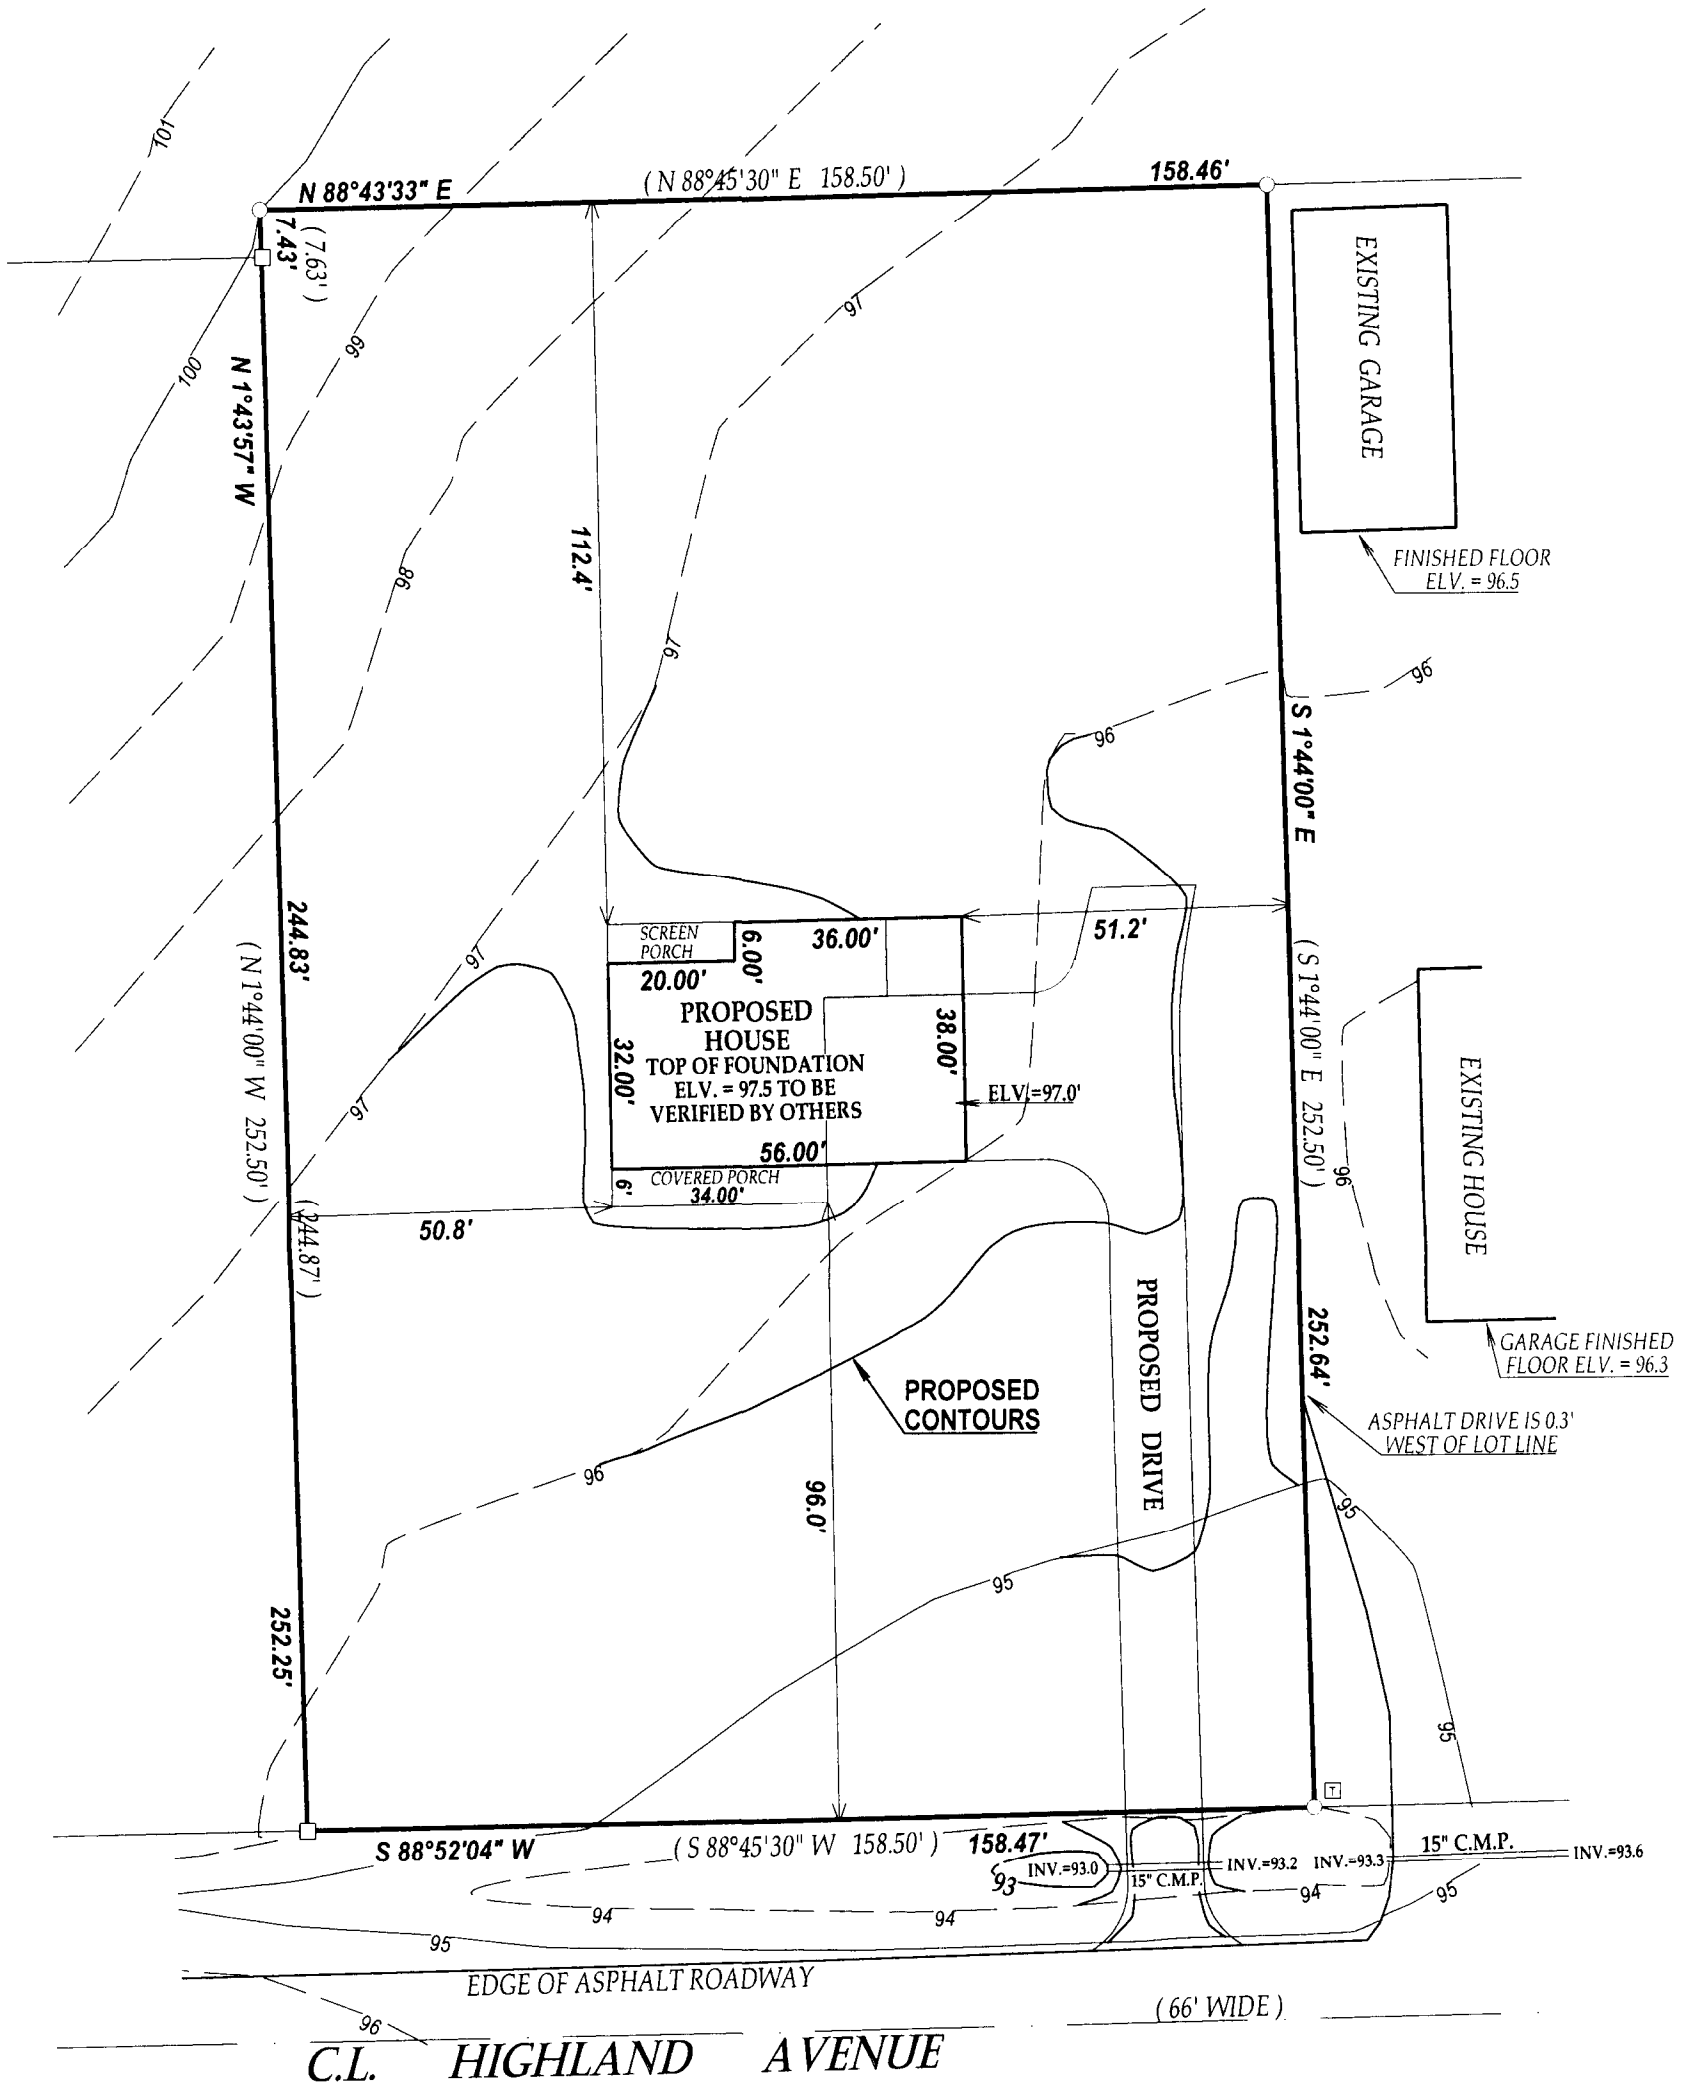 101
N 88°43'33" E
( N 88°45'30" E 158.50' )
158.46'
7.43'
( 7.63' )
EXISTING GARAGE
97
99
100
N 1°43'57" W
98
112.4'
FINISHED FLOOR
ELV. = 96.5
97
96
96
S 1°44'00" E
244.83'
( N 1°44'00" W 252.50' )
97
SCREEN
PORCH
6.00'
36.00'
51.2'
20.00'
PROPOSED
HOUSE
TOP OF FOUNDATION
ELV. = 97.5 TO BE
VERIFIED BY OTHERS
32.00'
38.00'
ELV.=97.0'
( S 1°44'00" E 252.50' )
EXISTING HOUSE
97
56.00'
COVERED PORCH
34.00'
6'
96
50.8'
( 244.87' )
PROPOSED DRIVE
252.64'
GARAGE FINISHED
FLOOR ELV. = 96.3
PROPOSED
CONTOURS
ASPHALT DRIVE IS 0.3'
WEST OF LOT LINE
96
96.0'
95
95
252.25'
95
T
S 88°52'04" W
( S 88°45'30" W 158.50' )
158.47'
93
INV.=93.0
15" C.M.P.
INV.=93.2
INV.=93.3
15" C.M.P.
INV.=93.6
94
94
94
95
95
EDGE OF ASPHALT ROADWAY
( 66' WIDE )
96
C.L. HIGHLAND AVENUE